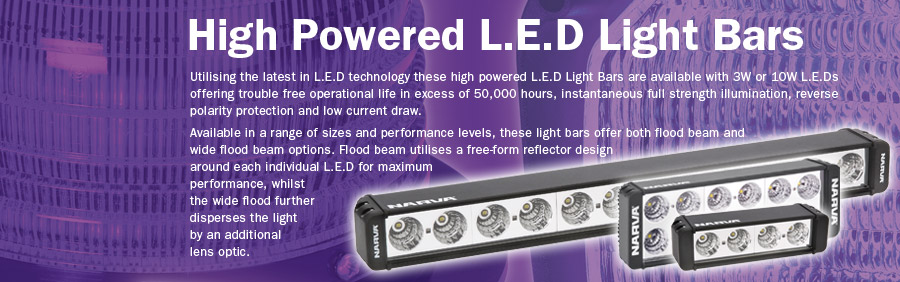 High Powered L.E.D Light Bars
Utilising the latest in L.E.D technology these high powered L.E.D Light Bars are available with 3W or 10W L.E.Ds
offering trouble free operational life in excess of 50,000 hours, instantaneous full strength illumination, reverse
polarity protection and low current draw.
Available in a range of sizes and performance levels, these light bars offer both flood beam and
wide flood beam options. Flood beam utilises a free-form reflector design
around each individual L.E.D for maximum
performance, whilst
the wide flood further
disperses the light
by an additional
lens optic.
NARVA
NARVA
NARVA
NARVA
NARVA
NARVA
NARVA